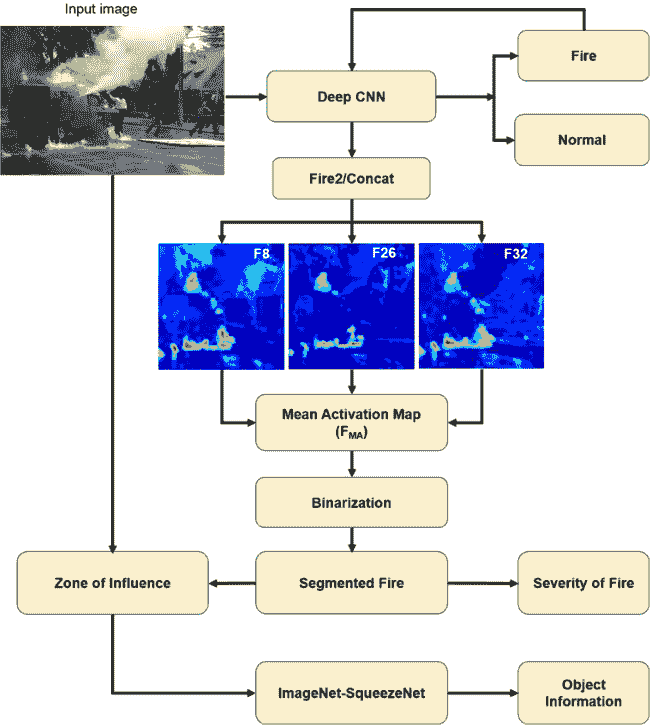 Input image
Fire
Deep CNN
Normal
Fire2/Concat
F8
F26
F32
Mean Activation Map
(FMA)
Binarization
Zone of Influence
Segmented Fire
Severity of Fire
ImageNet-SqueezeNet
Object
Information